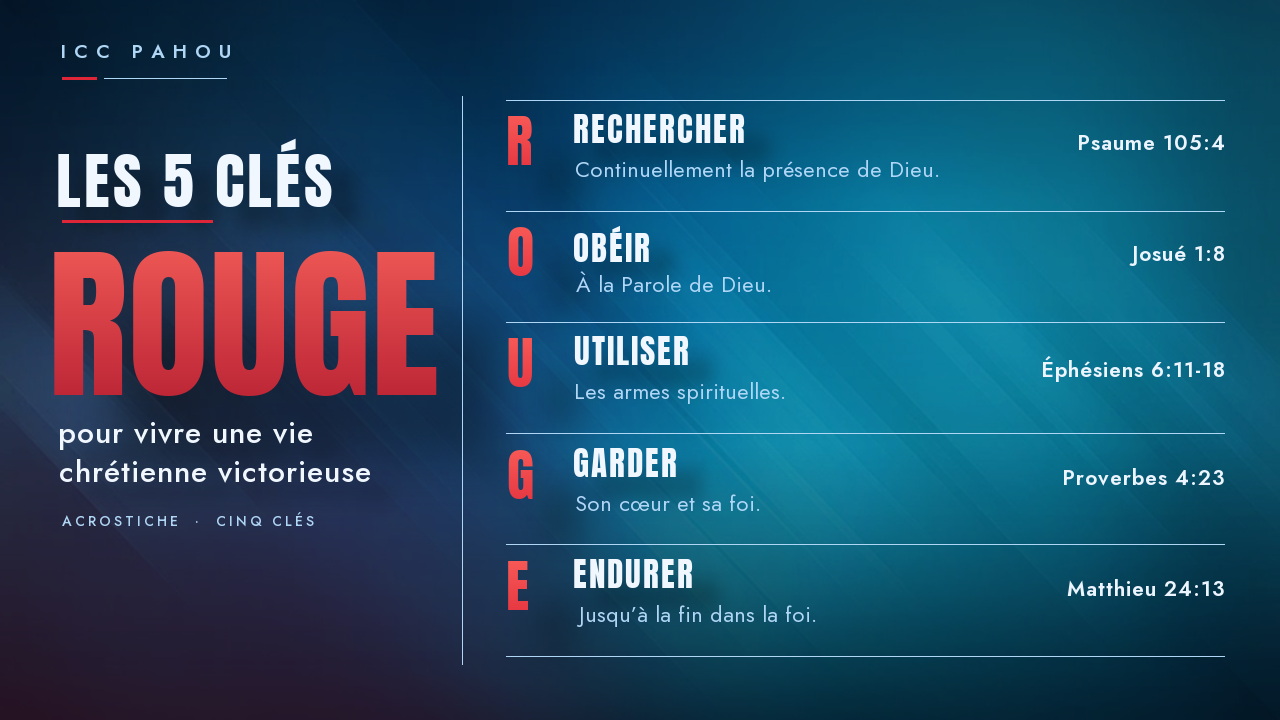 ICC PAHOU
LES 5 CLÉS
ROUGE
pour vivre une vie
chrétienne victorieuse
ACROSTICHE · CINQ CLÉS
R RECHERCHER
Continuellement la présence de Dieu.
Psaume 105:4
O OBÉIR
À la Parole de Dieu.
Josué 1:8
U UTILISER
Les armes spirituelles.
Éphésiens 6:11-18
G GARDER
Son cœur et sa foi.
Proverbes 4:23
E ENDURER
Jusqu’à la fin dans la foi.
Matthieu 24:13